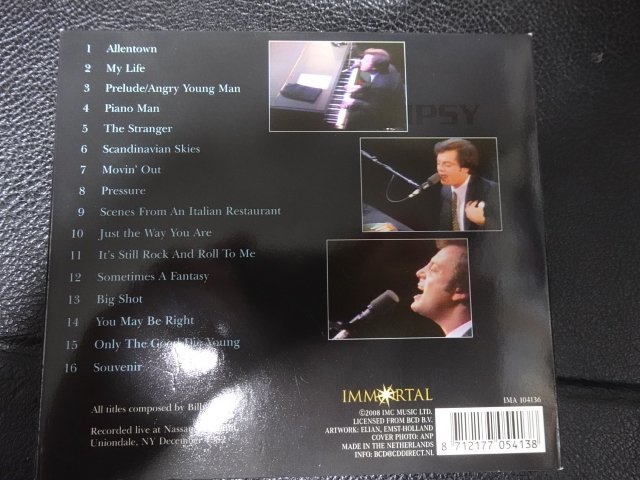 1 Allentown
2 My Life
3 Prelude/Angry Young Man
4 Piano Man
5 The Stranger
6 Scandinavian Skies
7 Movin' Out
8 Pressure
9 Scenes From An Italian Restaurant
10 Just the Way You Are
11 It's Still Rock And Roll To Me
12 Sometimes A Fantasy
13 Big Shot
14 You May Be Right
15 Only The Good Die Young
16 Souvenir
All titles composed by
Recorded live at
Uniondale, NY December
IMMORTAL
©2008 IMC MUSIC LTD.
LICENSED FROM BCD B.V.
ARTWORK: ELIAN, EMST-HOLLAND
COVER PHOTO: ANP
MADE IN THE NETHERLANDS
INFO: BCD@CDDIRECT.NL
IMA 104136
8 712177 054138